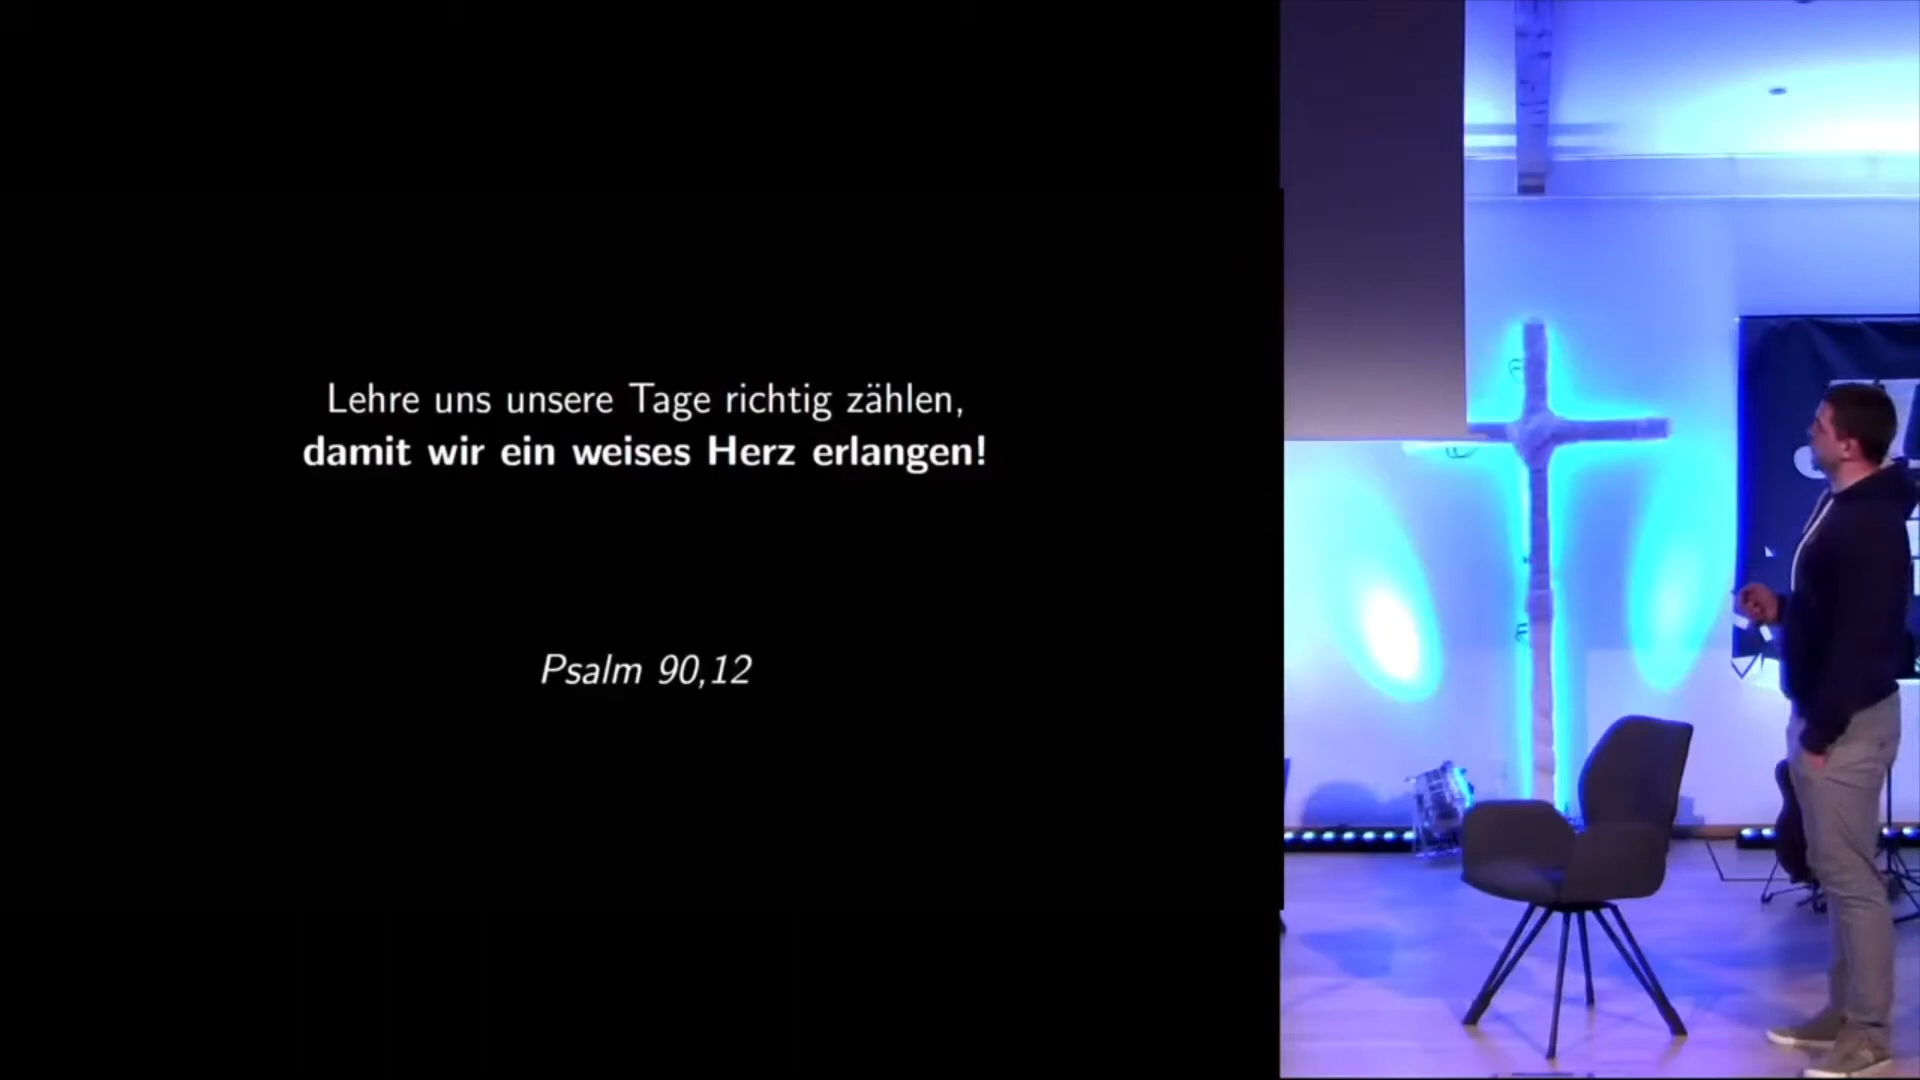 Lehre uns unsere Tage richtig zählen,
damit wir ein weises Herz erlangen!
Psalm 90,12